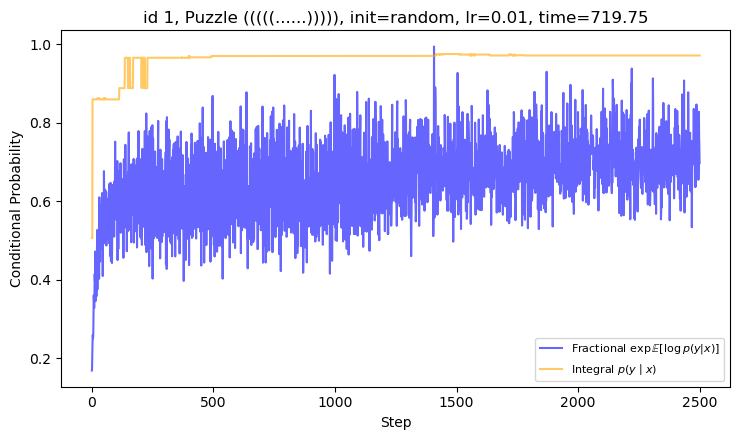 id 1, Puzzle (((((......))))), init=random, lr=0.01, time=719.75
Conditional Probability
1.0
0.8
0.6
0.4
0.2
0
500
1000
1500
2000
2500
Step
Fractional exp𝔼[log p(y|x)]
Integral p(y | x)